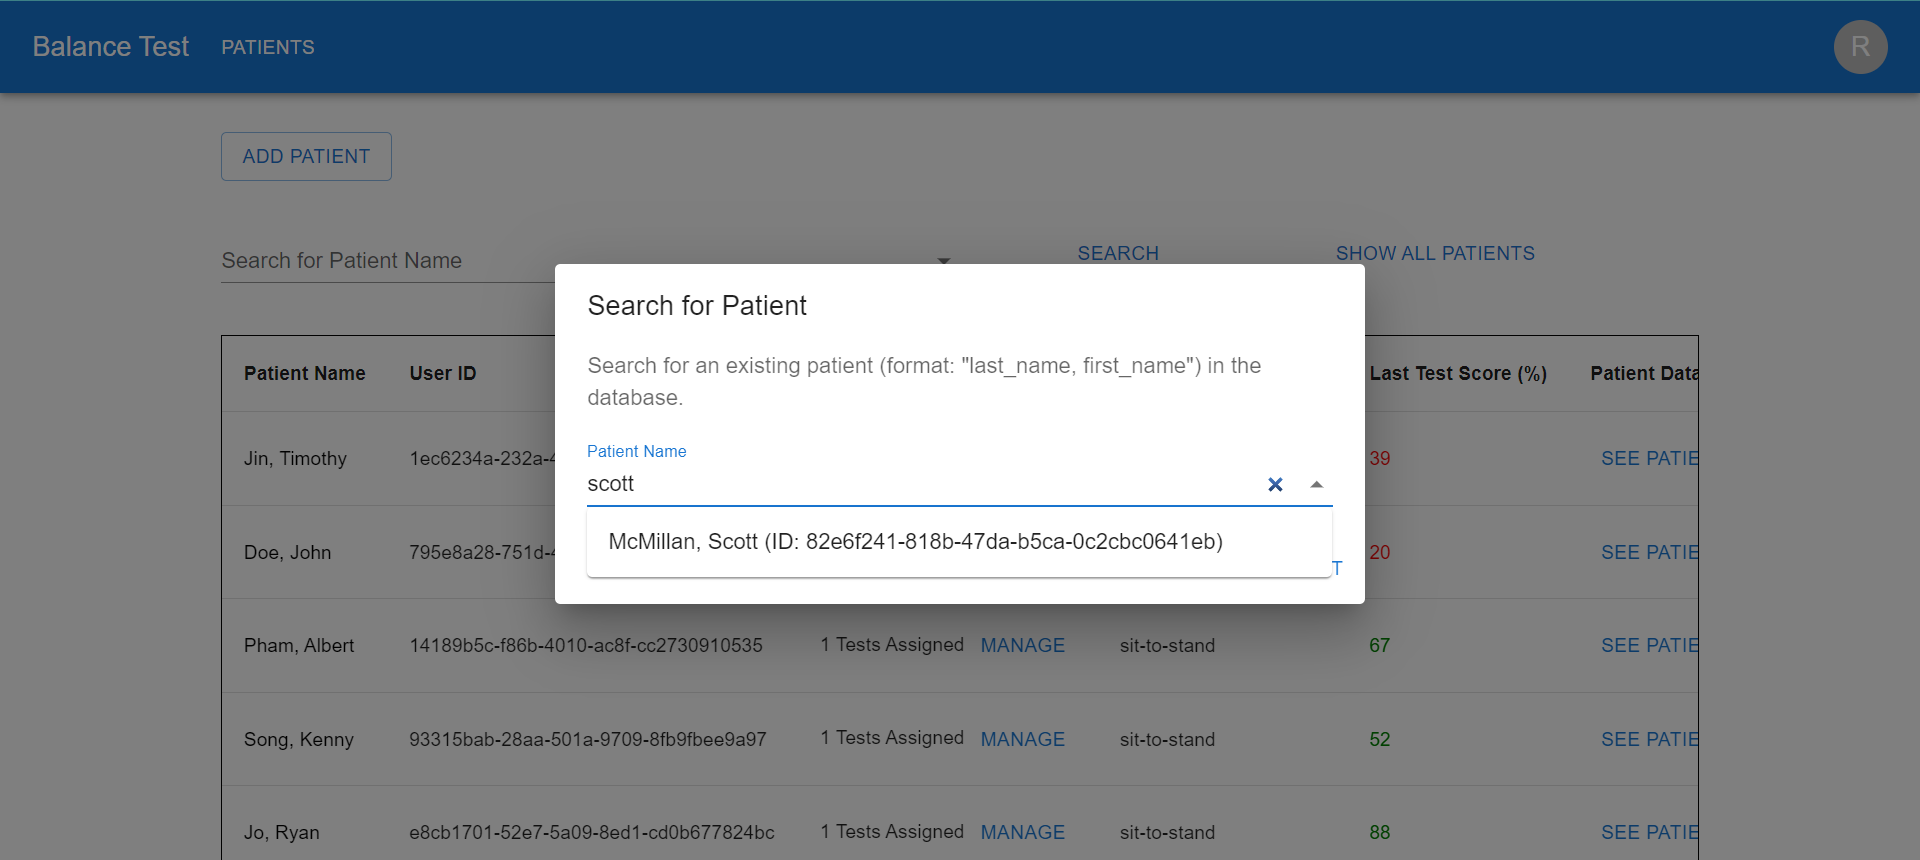 Balance Test PATIENTS R
ADD PATIENT
Search for Patient Name SEARCH SHOW ALL PATIENTS
Search for Patient
Search for an existing patient (format: "last_name, first_name") in the
database.
Patient Name
scott
McMillan, Scott (ID: 82e6f241-818b-47da-b5ca-0c2cbc0641eb)
T
Patient Name User ID Last Test Score (%) Patient Data
Jin, Timothy 1ec6234a-232a-4 39 SEE PATIE
Doe, John 795e8a28-751d-4 20 SEE PATIE
Pham, Albert 14189b5c-f86b-4010-ac8f-cc2730910535 1 Tests Assigned MANAGE sit-to-stand 67 SEE PATIE
Song, Kenny 93315bab-28aa-501a-9709-8fb9fbee9a97 1 Tests Assigned MANAGE sit-to-stand 52 SEE PATIE
Jo, Ryan e8cb1701-52e7-5a09-8ed1-cd0b677824bc 1 Tests Assigned MANAGE sit-to-stand 88 SEE PATIE